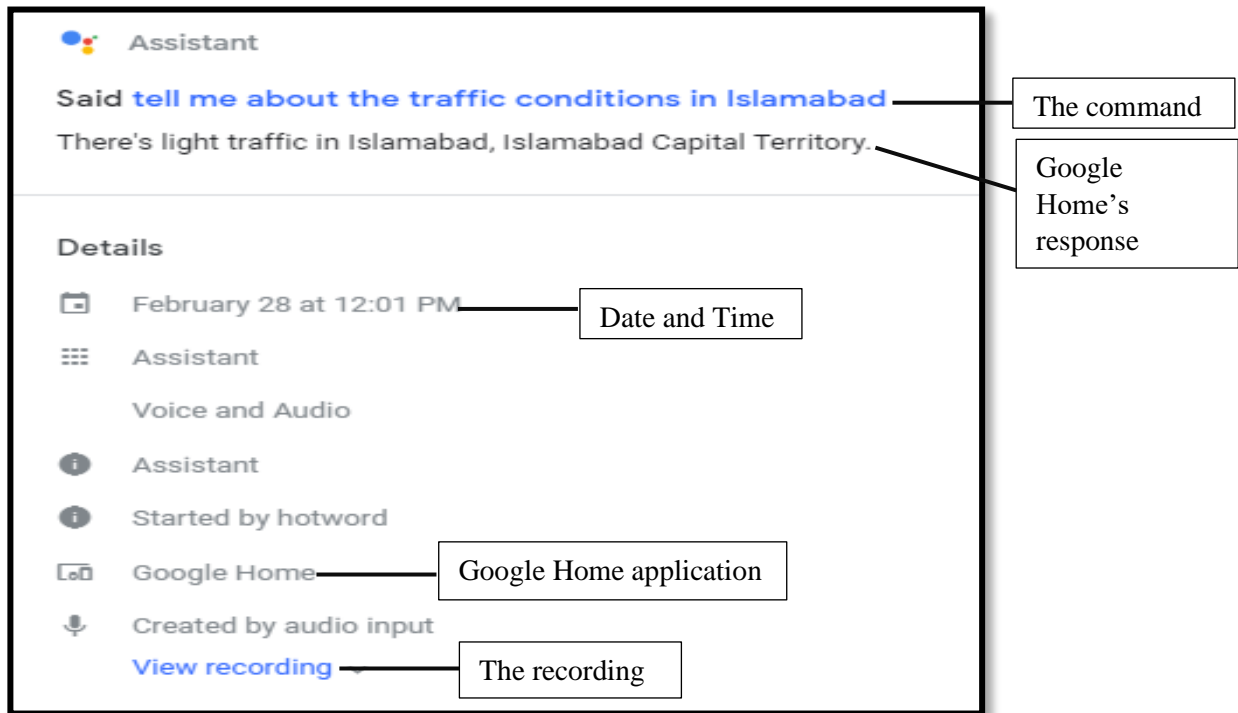 Assistant
Said tell me about the traffic conditions in Islamabad
The command
There's light traffic in Islamabad, Islamabad Capital Territory.
Google
Home’s
response
Details
February 28 at 12:01 PM
Date and Time
Assistant
Voice and Audio
Assistant
Started by hotword
Google Home
Google Home application
Created by audio input
View recording
The recording